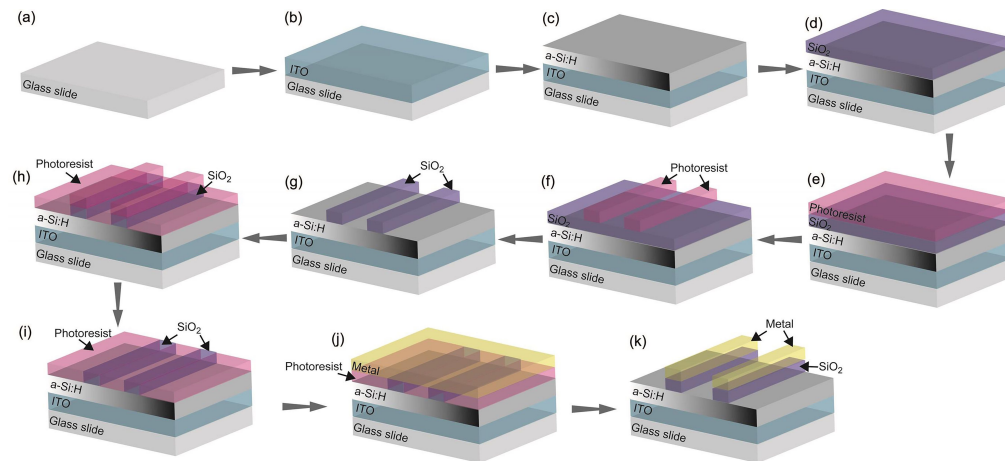 (a)
Glass slide
(b)
ITO
Glass slide
(c)
a-Si:H
ITO
Glass slide
(d)
SiO₂
a-Si:H
ITO
Glass slide
(e)
Photoresist
SiO₂
a-Si:H
ITO
Glass slide
(f)
Photoresist
SiO₂
a-Si:H
ITO
Glass slide
(g)
SiO₂
a-Si:H
ITO
Glass slide
(h)
Photoresist
SiO₂
a-Si:H
ITO
Glass slide
(i)
Photoresist
SiO₂
a-Si:H
ITO
Glass slide
(j)
Metal
Photoresist
a-Si:H
ITO
Glass slide
(k)
Metal
SiO₂
a-Si:H
ITO
Glass slide